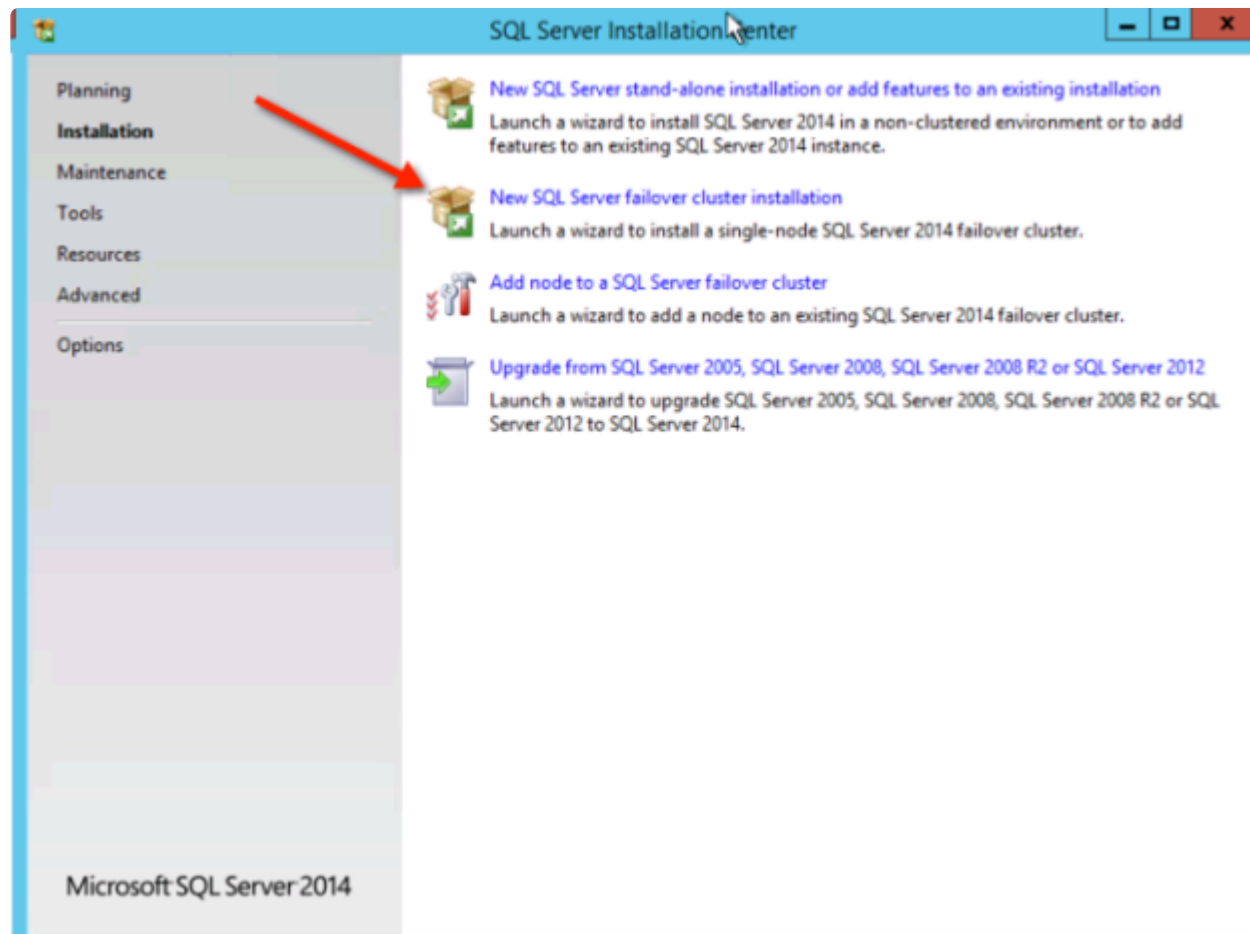 SQL Server Installation Center
Planning
Installation
Maintenance
Tools
Resources
Advanced
Options
New SQL Server stand-alone installation or add features to an existing installation
Launch a wizard to install SQL Server 2014 in a non-clustered environment or to add
features to an existing SQL Server 2014 instance.
New SQL Server failover cluster installation
Launch a wizard to install a single-node SQL Server 2014 failover cluster.
Add node to a SQL Server failover cluster
Launch a wizard to add a node to an existing SQL Server 2014 failover cluster.
Upgrade from SQL Server 2005, SQL Server 2008, SQL Server 2008 R2 or SQL Server 2012
Launch a wizard to upgrade SQL Server 2005, SQL Server 2008, SQL Server 2008 R2 or SQL
Server 2012 to SQL Server 2014.
Microsoft SQL Server 2014